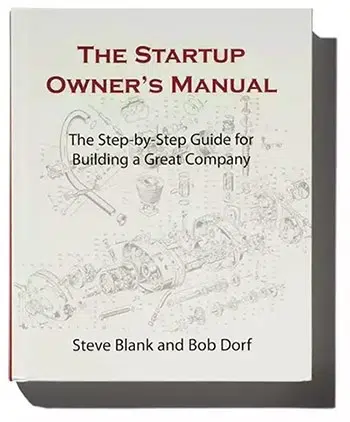 THE STARTUP
OWNER'S MANUAL
The Step-by-Step Guide for
Building a Great Company
Steve Blank and Bob Dorf